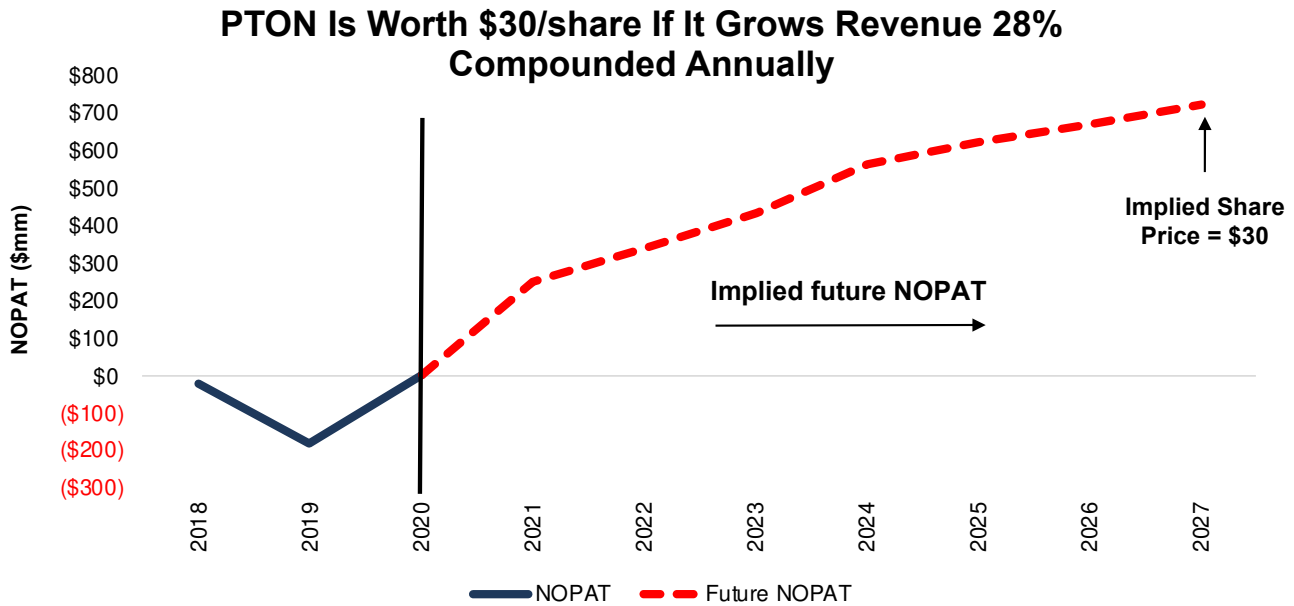 PTON Is Worth $30/share If It Grows Revenue 28%
Compounded Annually
NOPAT ($mm)
$800
$700
$600
$500
$400
$300
$200
$100
$0
($100)
($200)
($300)
Implied Share
Price = $30
Implied future NOPAT
2018
2019
2020
2021
2022
2023
2024
2025
2026
2027
NOPAT
Future NOPAT